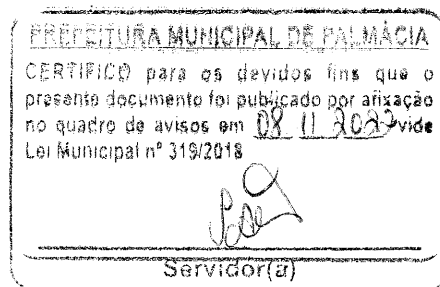 PREFEITURA MUNICIPAL DE PALMÁCIA
CERTIFICO para os devidos fins que o
presente documento foi publicado por afixação
no quadro de avisos em 08 11 2023 vide
Lei Municipal nº 319/2018
Servidor(a)